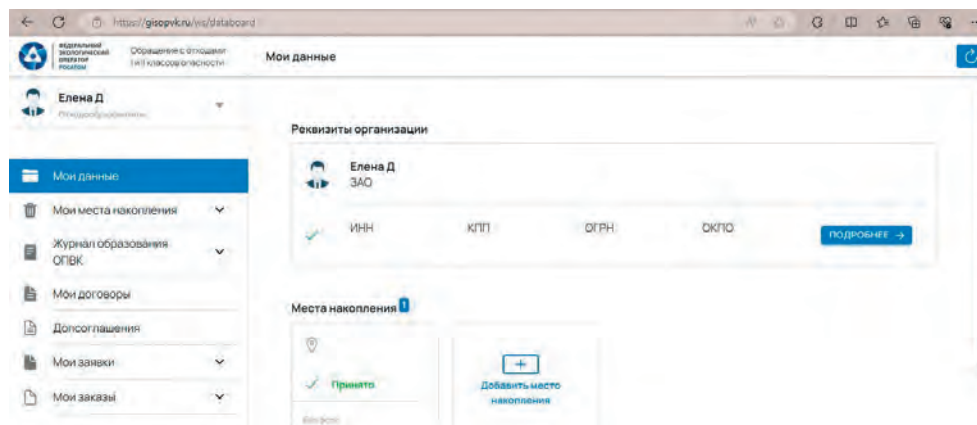 https://gisopvk.ru/ws/databoard
ФЕДЕРАЛЬНЫЙ
ЭКОЛОГИЧЕСКИЙ
ОПЕРАТОР
РОСАТОМ
Обращение с отходами
I и II классов опасности
Мои данные
Елена Д
Отходообразователь
Реквизиты организации
Елена Д
ЗАО
Мои данные
Мои места накопления
ИНН КПП ОГРН ОКПО
ПОДРОБНЕЕ →
Журнал образования
ОПВК
Мои договоры
Места накопления 1
Допсоглашения
Мои заявки
Принято
Добавить место
накопления
Мои заказы